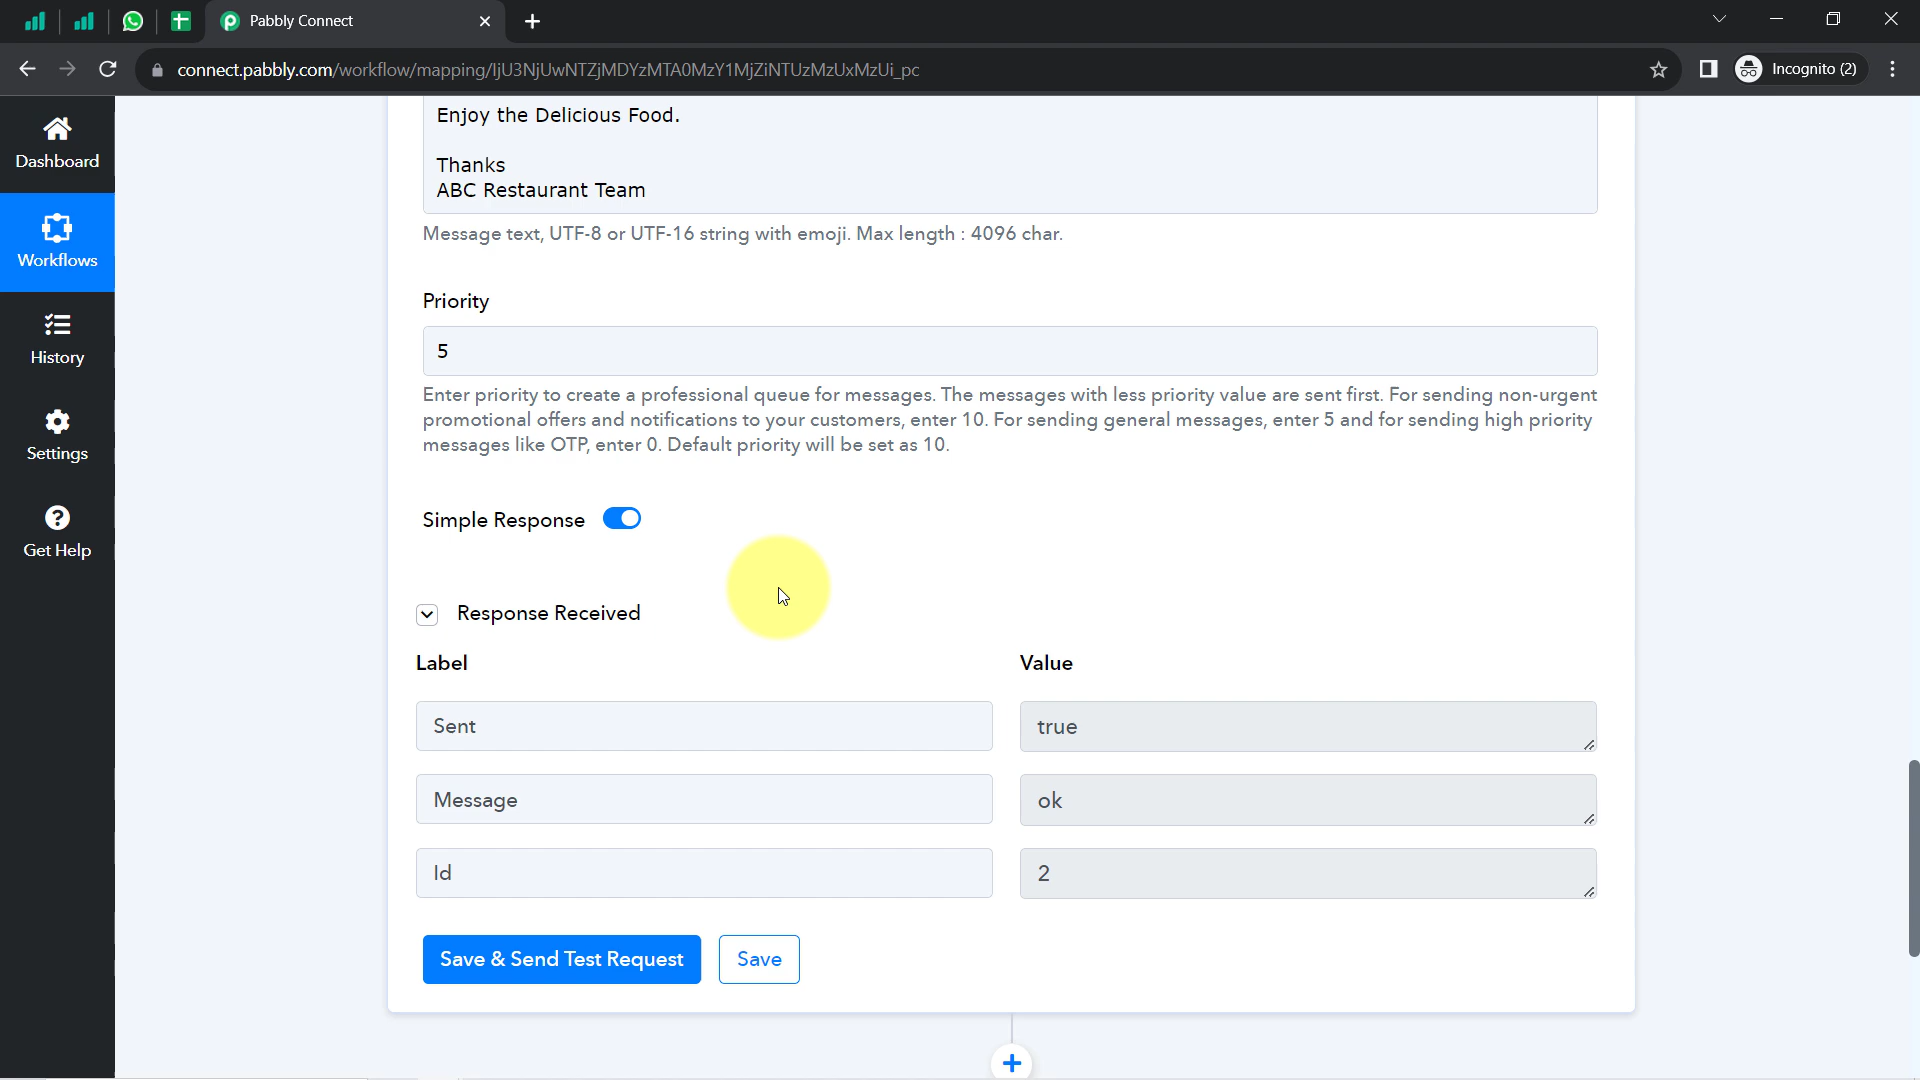 Pabbly Connect
connect.pabbly.com/workflow/mapping/IjU3NjUwNTZjMDYzMTA0MzY1MjZiNTUzMzUxMzUi_pc
Incognito (2)
Dashboard
Workflows
History
Settings
Get Help
Enjoy the Delicious Food.
Thanks
ABC Restaurant Team
Message text, UTF-8 or UTF-16 string with emoji. Max length : 4096 char.
Priority
5
Enter priority to create a professional queue for messages. The messages with less priority value are sent first. For sending non-urgent
promotional offers and notifications to your customers, enter 10. For sending general messages, enter 5 and for sending high priority
messages like OTP, enter 0. Default priority will be set as 10.
Simple Response
Response Received
Label
Value
Sent
true
Message
ok
Id
2
Save & Send Test Request
Save